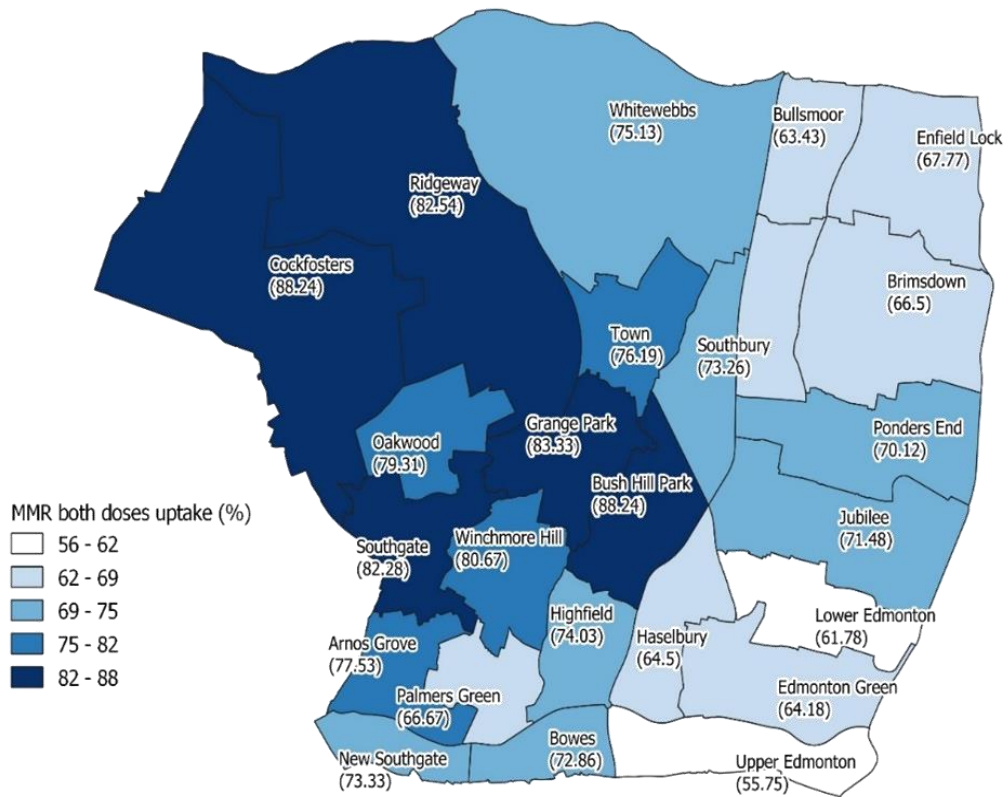 Whitewebbs
(75.13)
Bullsmoor
(63.43)
Enfield Lock
(67.77)
Ridgeway
(82.54)
Cockfosters
(88.24)
Brimsdown
(66.5)
Town
(76.19)
Southbury
(73.26)
Grange Park
(83.33)
Oakwood
(79.31)
Ponders End
(70.12)
Bush Hill Park
(88.24)
Jubilee
(71.48)
MMR both doses uptake (%)
56 - 62
62 - 69
69 - 75
75 - 82
82 - 88
Southgate
(82.28)
Winchmore Hill
(80.67)
Highfield
(74.03)
Lower Edmonton
(61.78)
Arnos Grove
(77.53)
Haselbury
(64.5)
Palmers Green
(66.67)
Edmonton Green
(64.18)
New Southgate
(73.33)
Bowes
(72.86)
Upper Edmonton
(55.75)